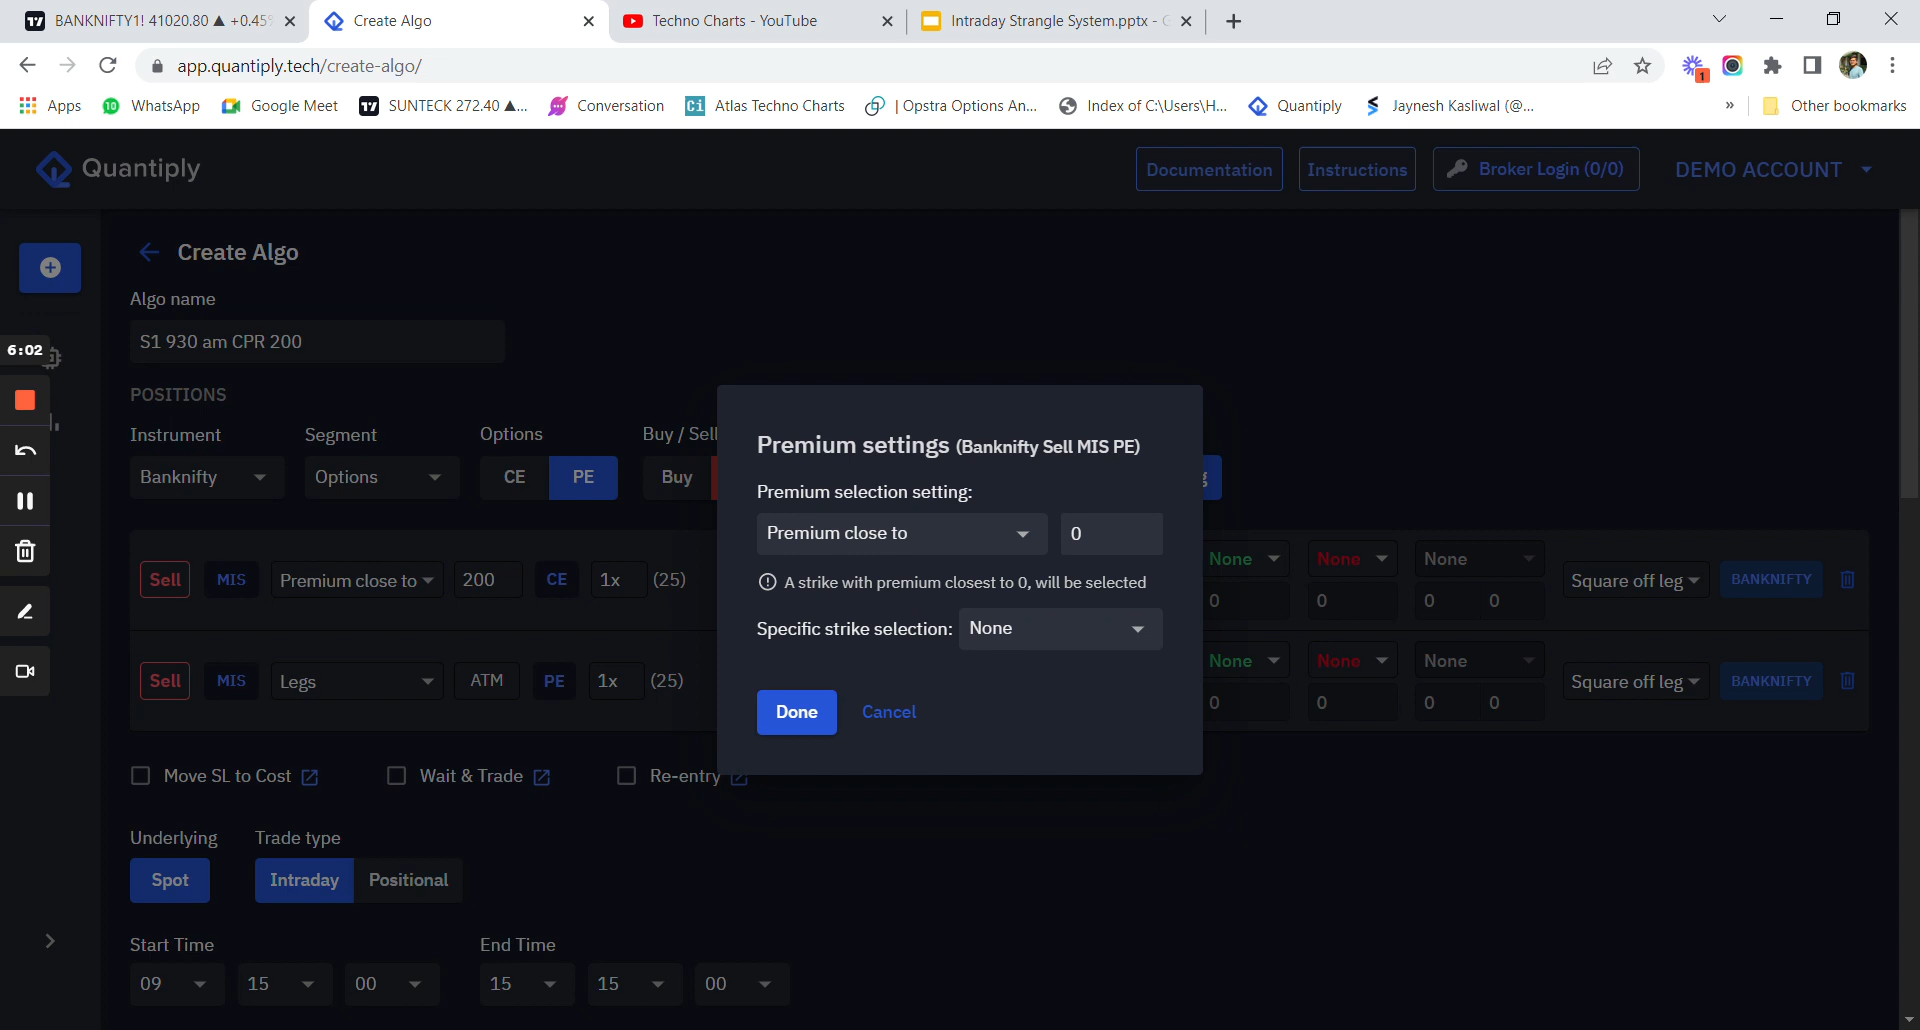 BANKNIFTY1! 41020.80 ▲ +0.45%
Create Algo
Techno Charts - YouTube
Intraday Strangle System.pptx - G
app.quantiply.tech/create-algo/
1
Apps
10
WhatsApp
Google Meet
SUNTECK 272.40 ▲...
Conversation
Ci
Atlas Techno Charts
| Opstra Options An...
Index of C:\Users\H...
Quantiply
Jaynesh Kasliwal (@...
»
Other bookmarks
Quantiply
Documentation
Instructions
Broker Login (0/0)
DEMO ACCOUNT
Create Algo
Algo name
S1 930 am CPR 200
6:02
POSITIONS
Instrument
Segment
Options
Buy / Sell
Banknifty
Options
CE
PE
Buy
g
Premium settings (Banknifty Sell MIS PE)
Premium selection setting:
Premium close to
0
A strike with premium closest to 0, will be selected
Specific strike selection:
None
Done
Cancel
Sell
MIS
Premium close to
200
CE
1x
(25)
None
0
None
0
None
0
0
Square off leg
BANKNIFTY
Sell
MIS
Legs
ATM
PE
1x
(25)
None
0
None
0
None
0
0
Square off leg
BANKNIFTY
Move SL to Cost
Wait & Trade
Re-entry
Underlying
Trade type
Spot
Intraday
Positional
Start Time
End Time
09
15
00
15
15
00